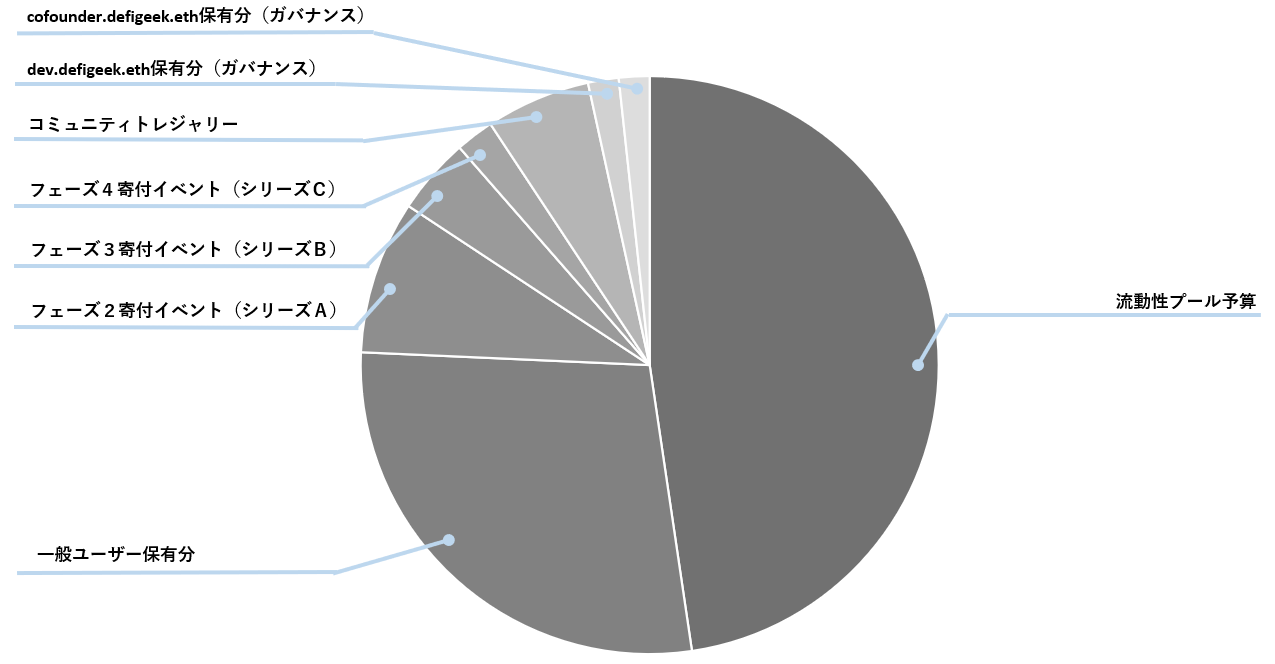 cofounder.defigeek.eth保有分（ガバナンス）
dev.defigeek.eth保有分（ガバナンス）
コミュニティトレジャリー
フェーズ４寄付イベント（シリーズＣ）
フェーズ３寄付イベント（シリーズＢ）
フェーズ２寄付イベント（シリーズＡ）
流動性プール予算
一般ユーザー保有分